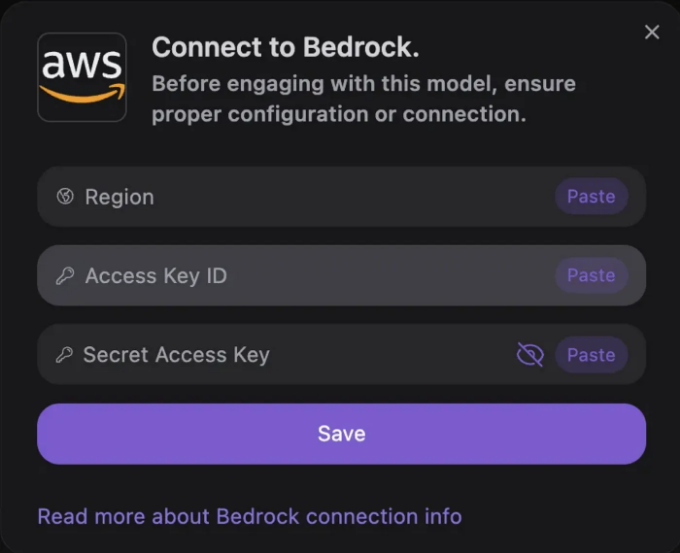 aws
Connect to Bedrock.
Before engaging with this model, ensure
proper configuration or connection.
Region
Paste
Access Key ID
Paste
Secret Access Key
Paste
Save
Read more about Bedrock connection info